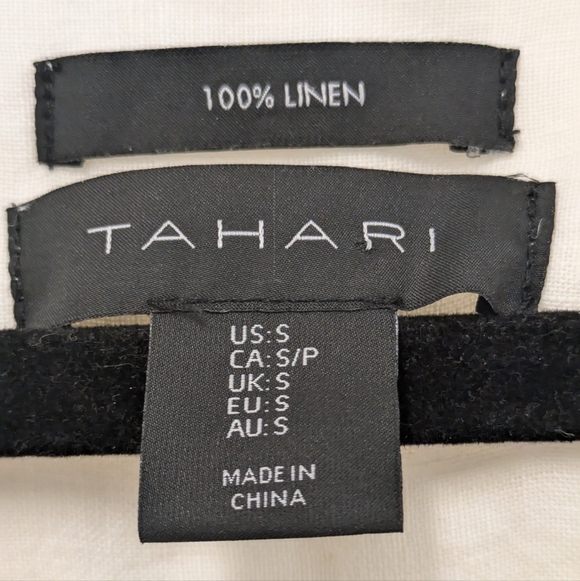 100% LINEN
TAHARI
US: S
CA: S/P
UK: S
EU: S
AU: S
MADE IN
CHINA